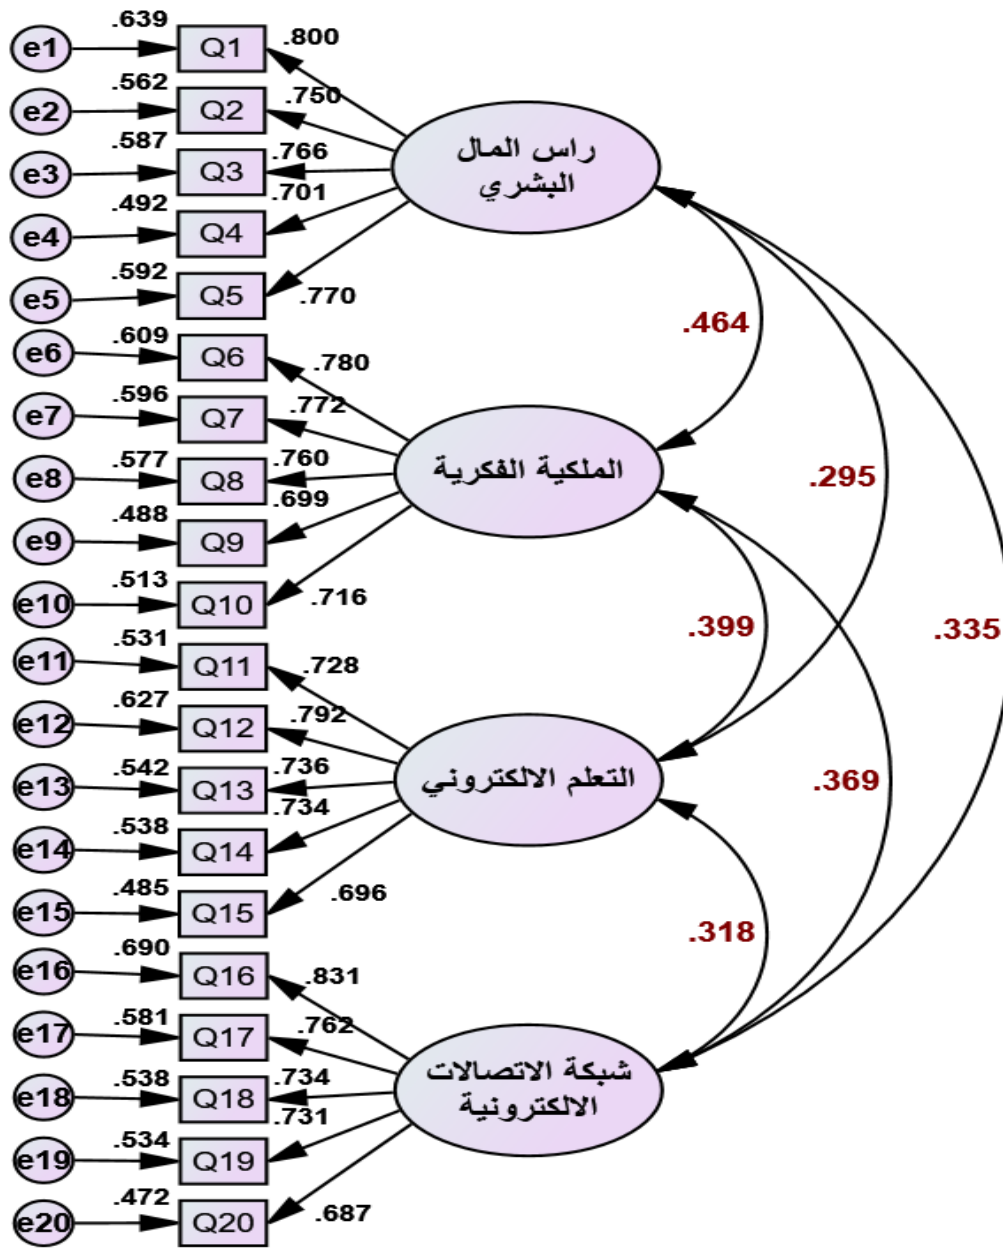 .639
e1
Q1
.800
.562
e2
Q2
.750
.587
e3
Q3
.766
.492
e4
Q4
.701
.592
e5
Q5
.770
راس المال
البشري
.609
e6
Q6
.780
.596
e7
Q7
.772
.577
e8
Q8
.760
.488
e9
Q9
.699
.513
e10
Q10
.716
الملكية الفكرية
.531
e11
Q11
.728
.627
e12
Q12
.792
.542
e13
Q13
.736
.538
e14
Q14
.734
.485
e15
Q15
.696
التعلم الالكتروني
.690
e16
Q16
.831
.581
e17
Q17
.762
.538
e18
Q18
.734
.534
e19
Q19
.731
.472
e20
Q20
.687
شبكة الاتصالات
الالكترونية
.464
.295
.399
.335
.369
.318